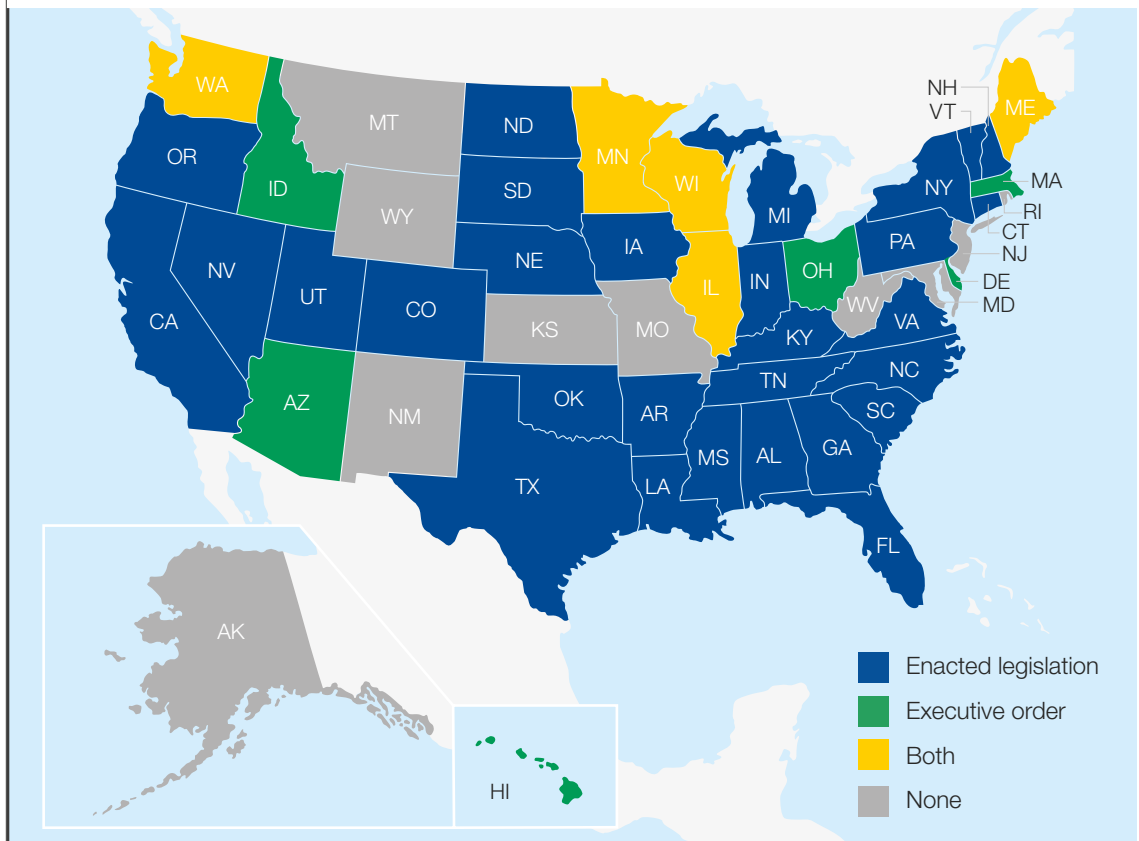 NH
VT
WA
ME
MT
ND
MN
OR
MA
ID
WI
NY
SD
WY
MI
RI
CT
PA
IA
NJ
NE
NV
OH
IN
IL
DE
UT
MD
CO
WV
CA
VA
KS
MO
KY
NC
TN
OK
AZ
AR
SC
NM
GA
MS
AL
TX
LA
FL
AK
HI
Enacted legislation
Executive order
Both
None